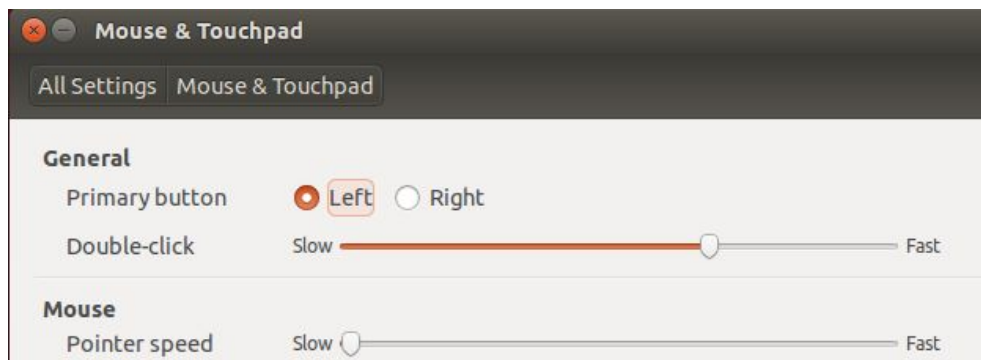 Mouse & Touchpad
All Settings Mouse & Touchpad
General
Primary button Left Right
Double-click Slow Fast
Mouse
Pointer speed Slow Fast